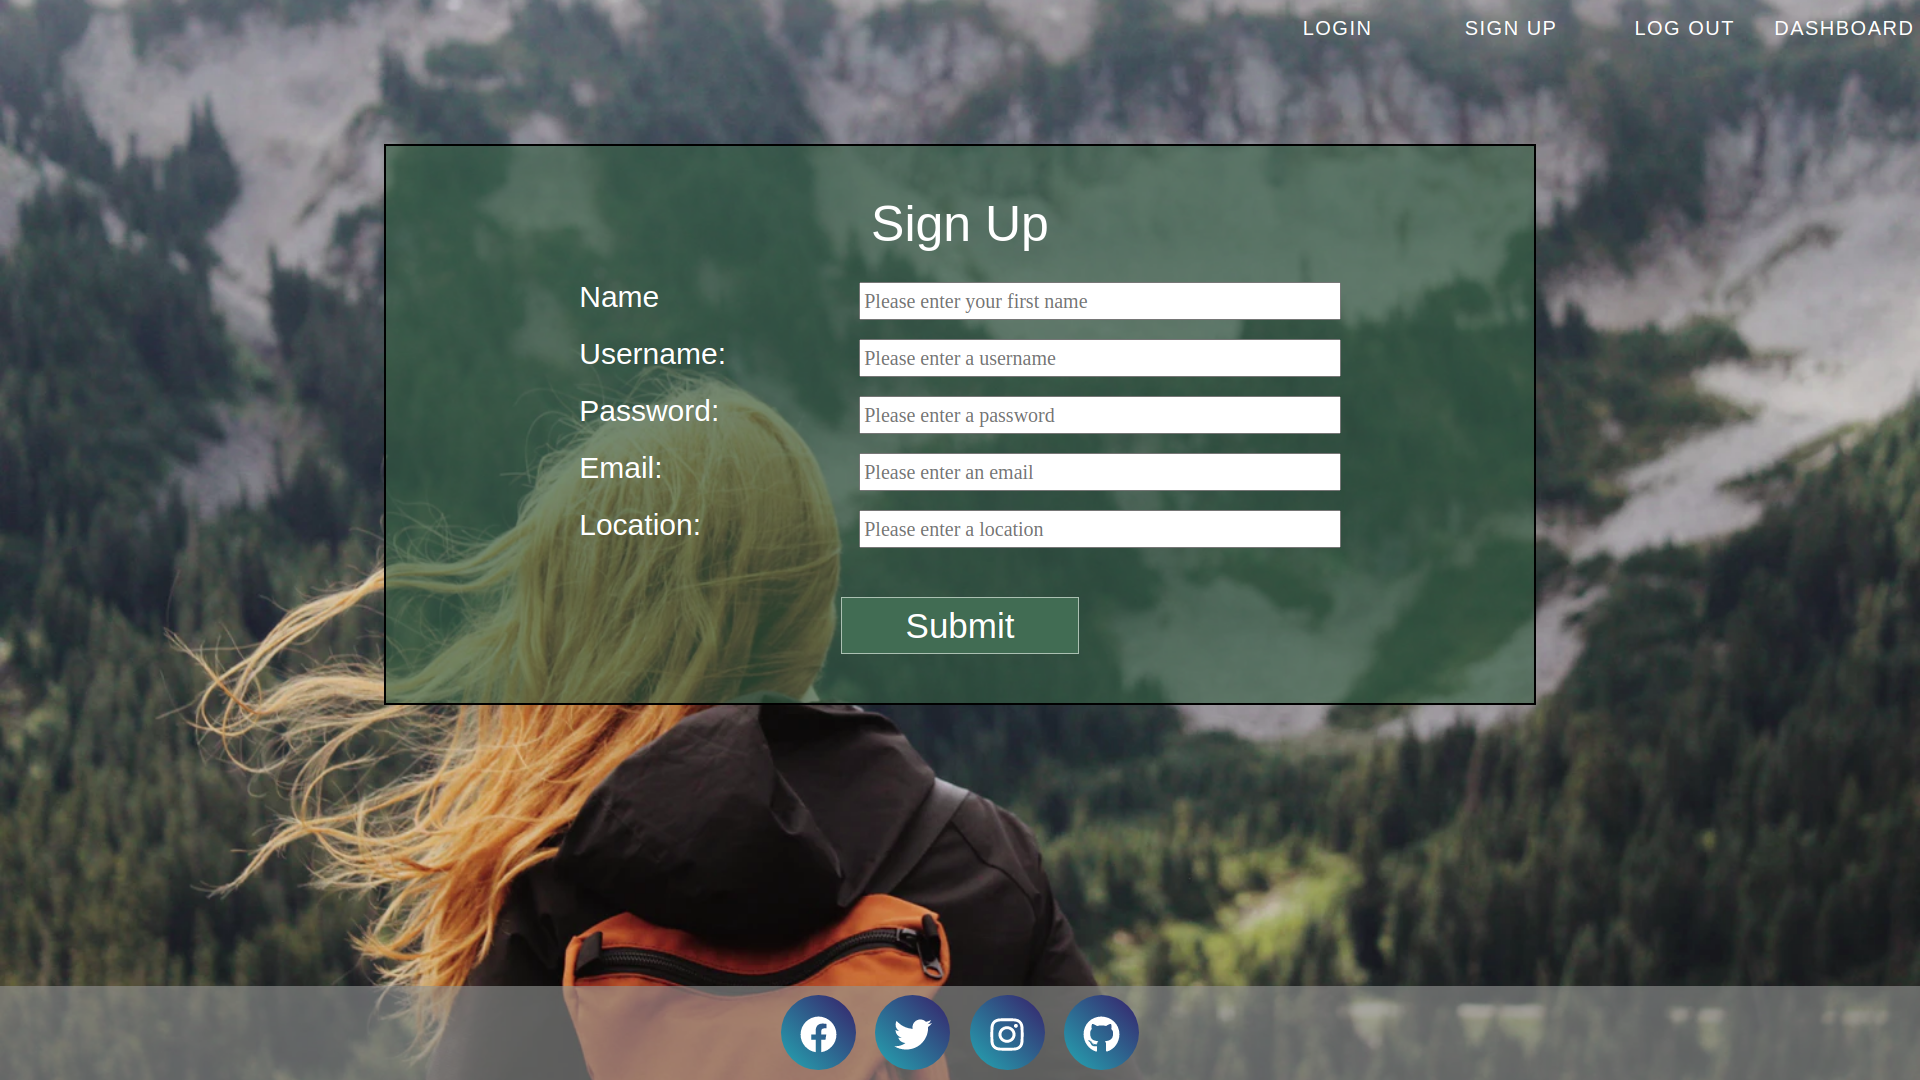 LOGIN SIGN UP LOG OUT DASHBOARD
Sign Up
Name Please enter your first name
Username: Please enter a username
Password: Please enter a password
Email: Please enter an email
Location: Please enter a location
Submit